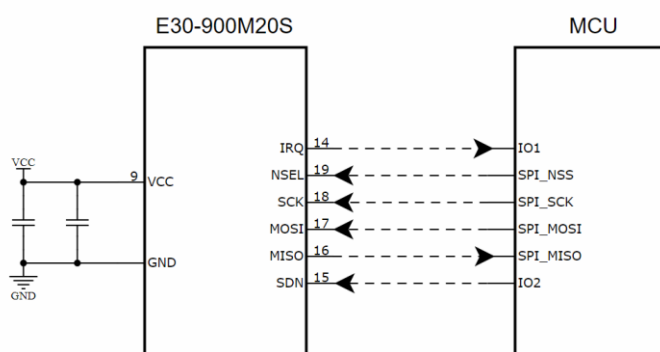 E30-900M20S MCU
IRQ 14 IO1
NSEL 19 SPI_NSS
VCC 9 VCC
SCK 18 SPI_SCK
MOSI 17 SPI_MOSI
GND MISO 16 SPI_MISO
SDN 15 IO2
GND